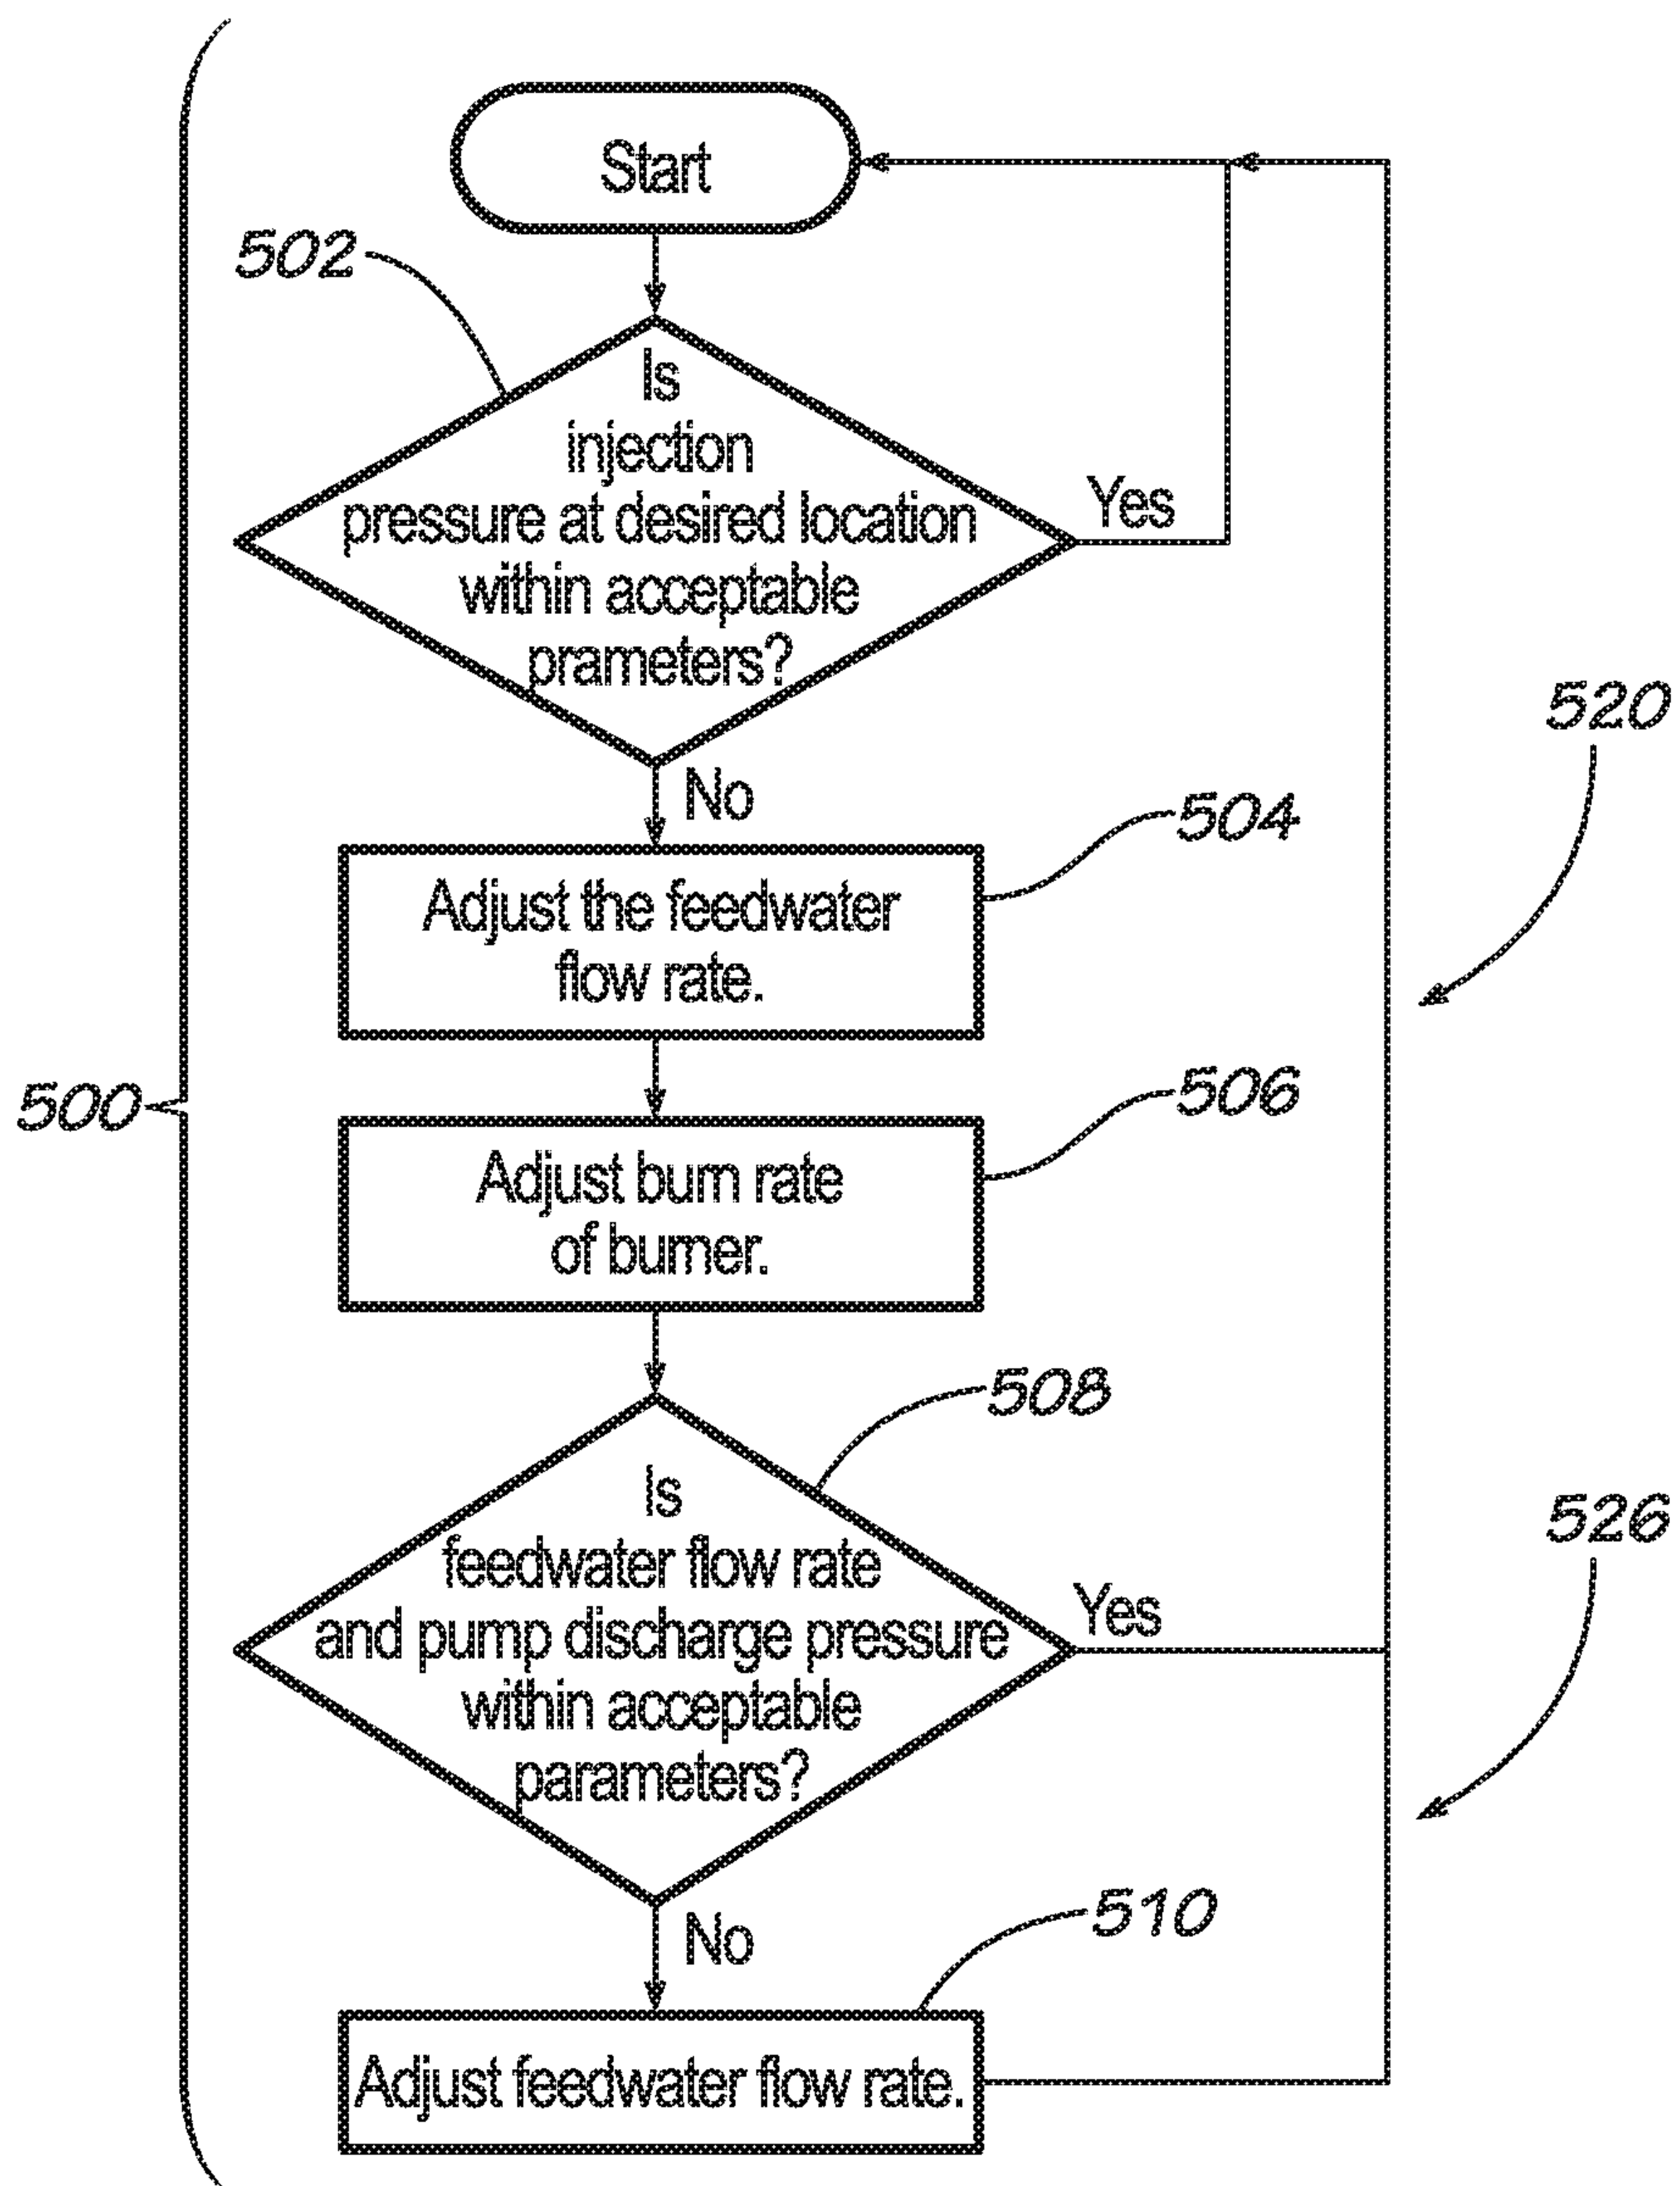 Start
502
Is
injection
pressure at desired location
within acceptable
prameters?
Yes
No
520
504
Adjust the feedwater
flow rate.
500
506
Adjust burn rate
of burner.
508
Is
feedwater flow rate
and pump discharge pressure
within acceptable
parameters?
Yes
526
No
510
Adjust feedwater flow rate.